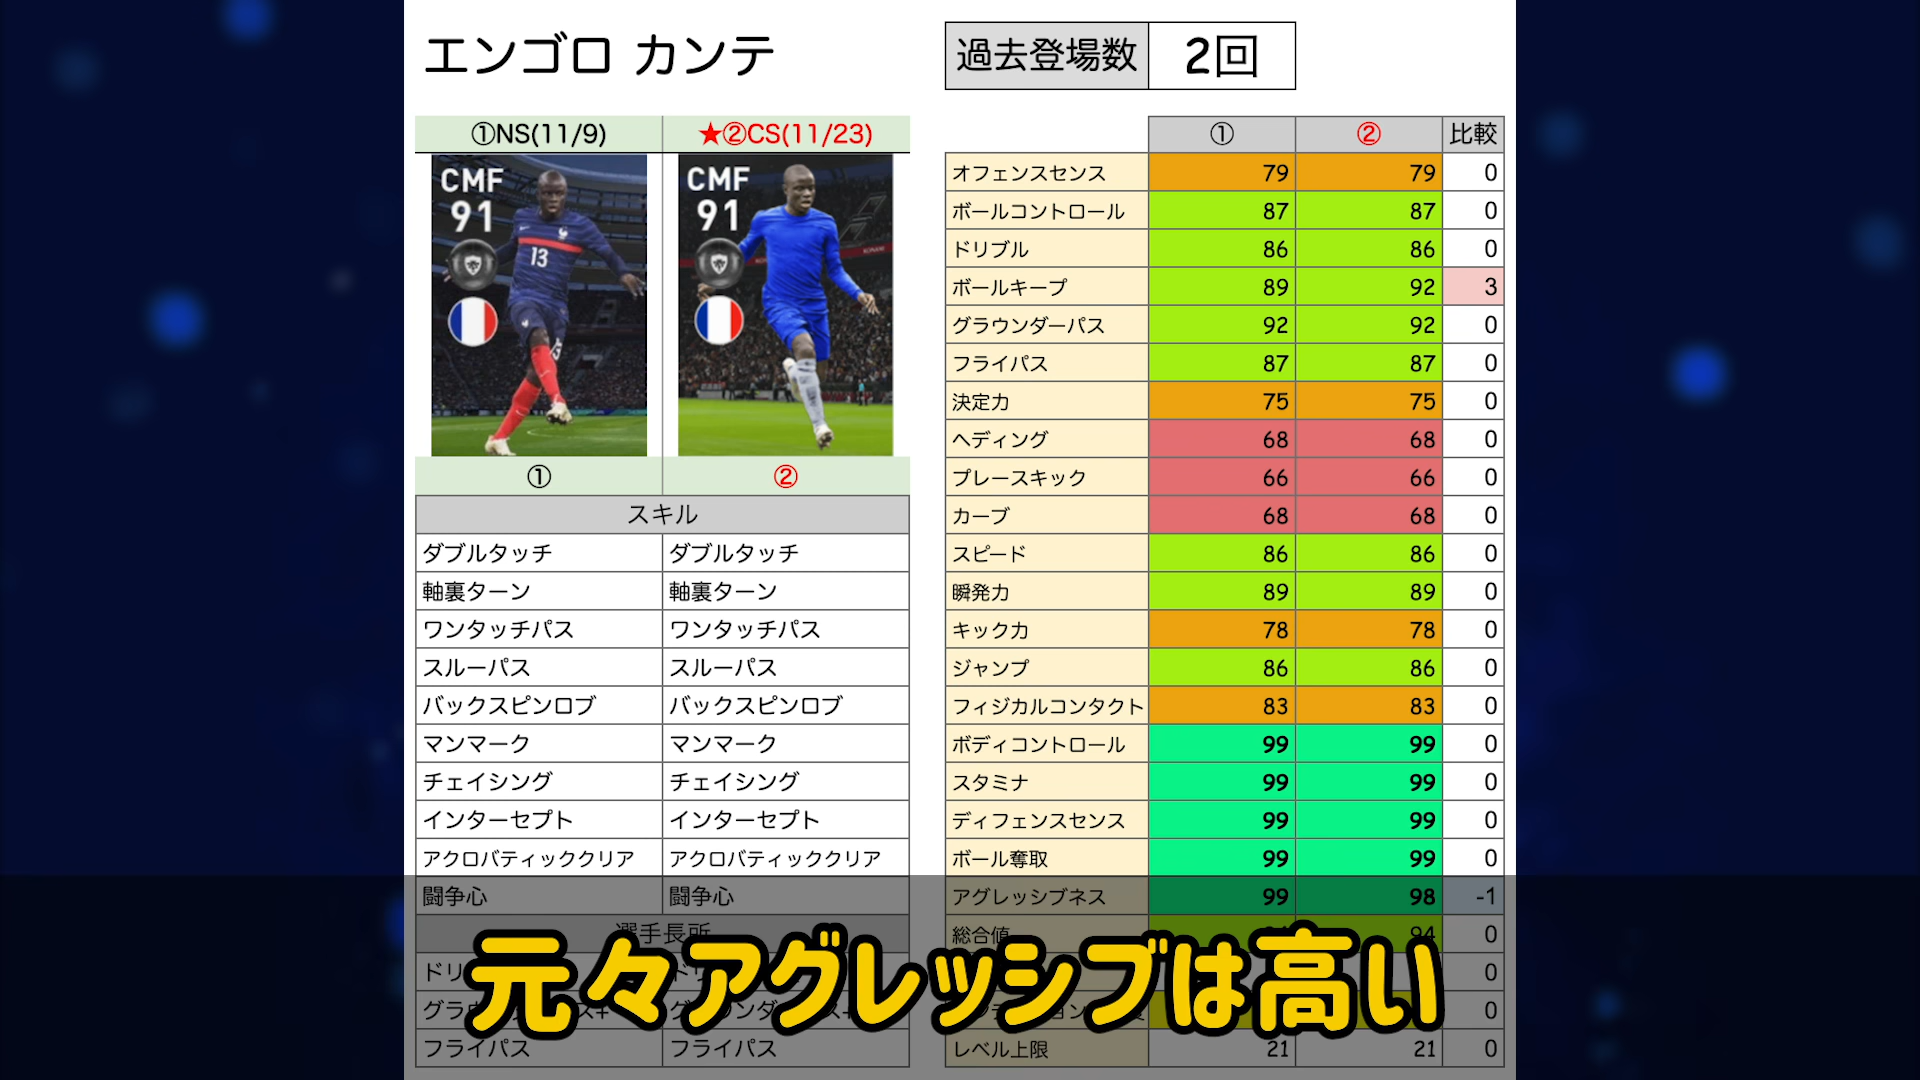 エンゴロ カンテ
過去登場数 2回
①NS(11/9) ★②CS(11/23)
CMF 91 13
CMF 91
① ②
スキル
ダブルタッチ ダブルタッチ
軸裏ターン 軸裏ターン
ワンタッチパス ワンタッチパス
スルーパス スルーパス
バックスピンロブ バックスピンロブ
マンマーク マンマーク
チェイシング チェイシング
インターセプト インターセプト
アクロバティッククリア アクロバティッククリア
闘争心 闘争心
選手長所
フライパス フライパス
① ② 比較
オフェンスセンス 79 79 0
ボールコントロール 87 87 0
ドリブル 86 86 0
ボールキープ 89 92 3
グラウンダーパス 92 92 0
フライパス 87 87 0
決定力 75 75 0
ヘディング 68 68 0
プレースキック 66 66 0
カーブ 68 68 0
スピード 86 86 0
瞬発力 89 89 0
キック力 78 78 0
ジャンプ 86 86 0
フィジカルコンタクト 83 83 0
ボディコントロール 99 99 0
スタミナ 99 99 0
ディフェンスセンス 99 99 0
ボール奪取 99 99 0
アグレッシブネス 99 98 -1
総合値 94 0
0
0
レベル上限 21 21 0
元々アグレッシブは高い